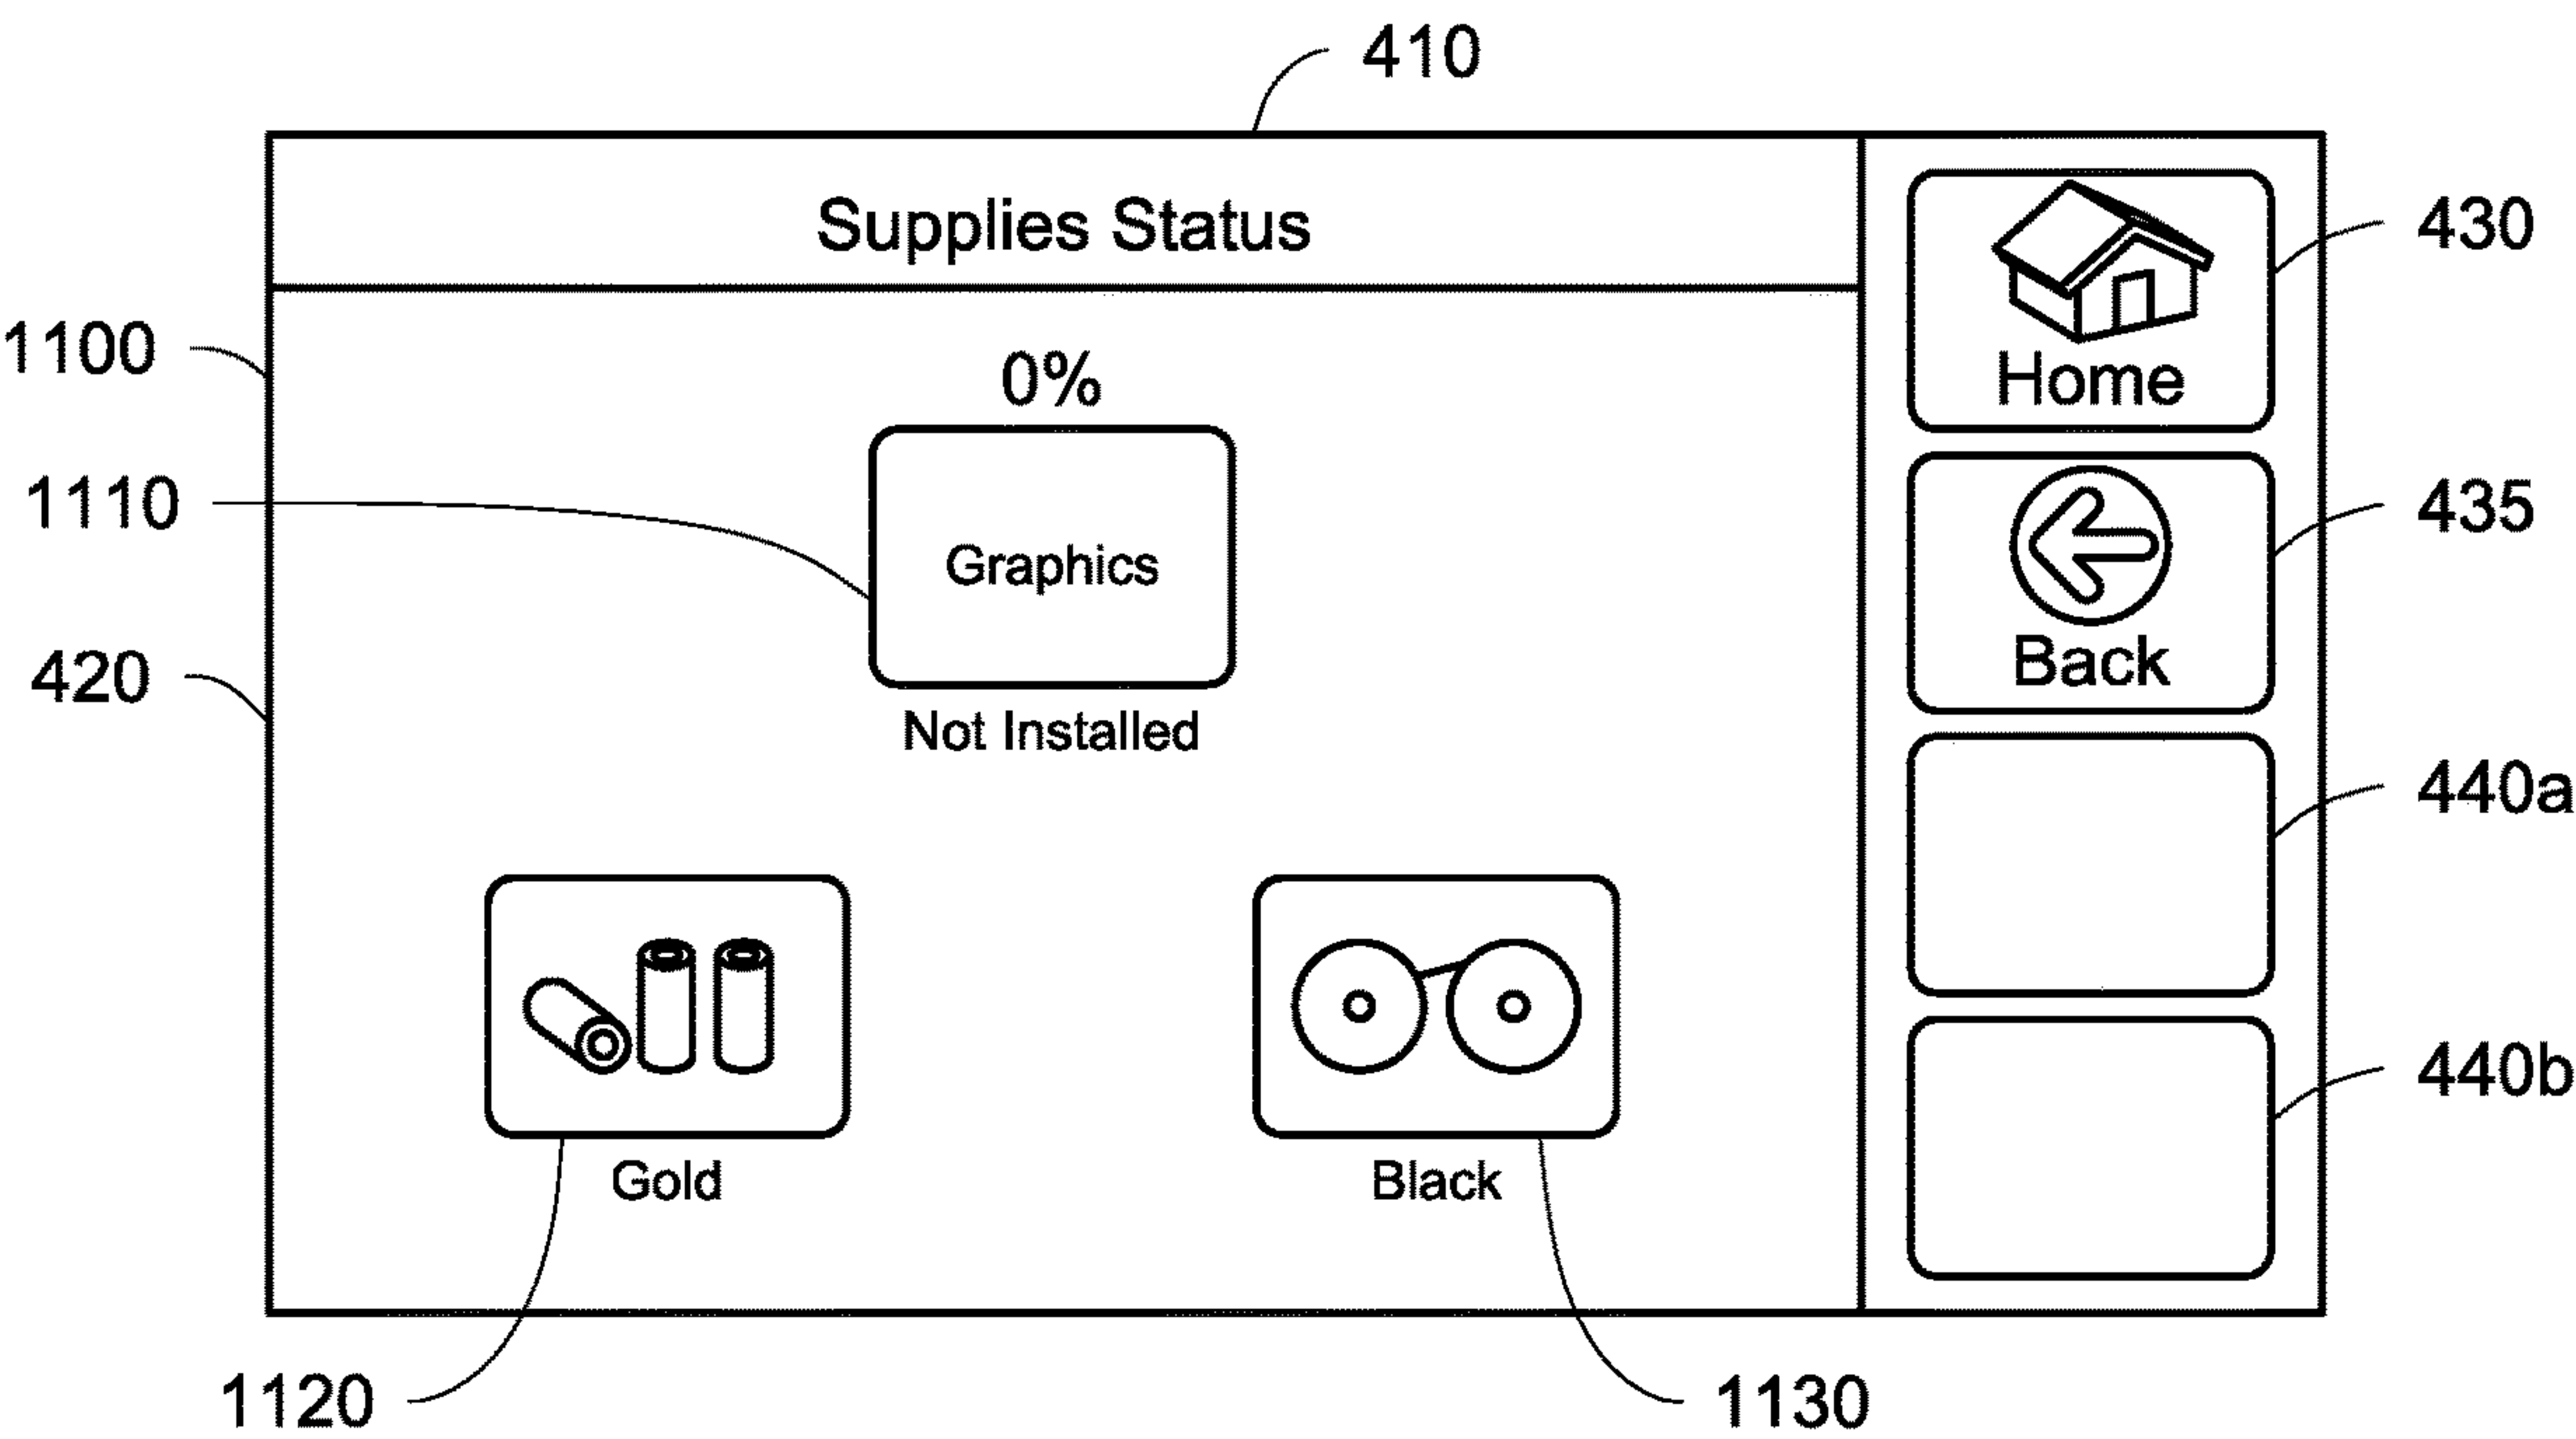 410
Supplies Status
430
1100
0%
Home
1110
Graphics
435
420
Not Installed
Back
440a
440b
Gold
Black
1120
1130